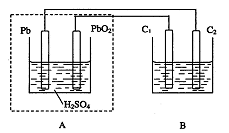 Pb PbO₂ C₁ C₂
H₂SO₄
A B